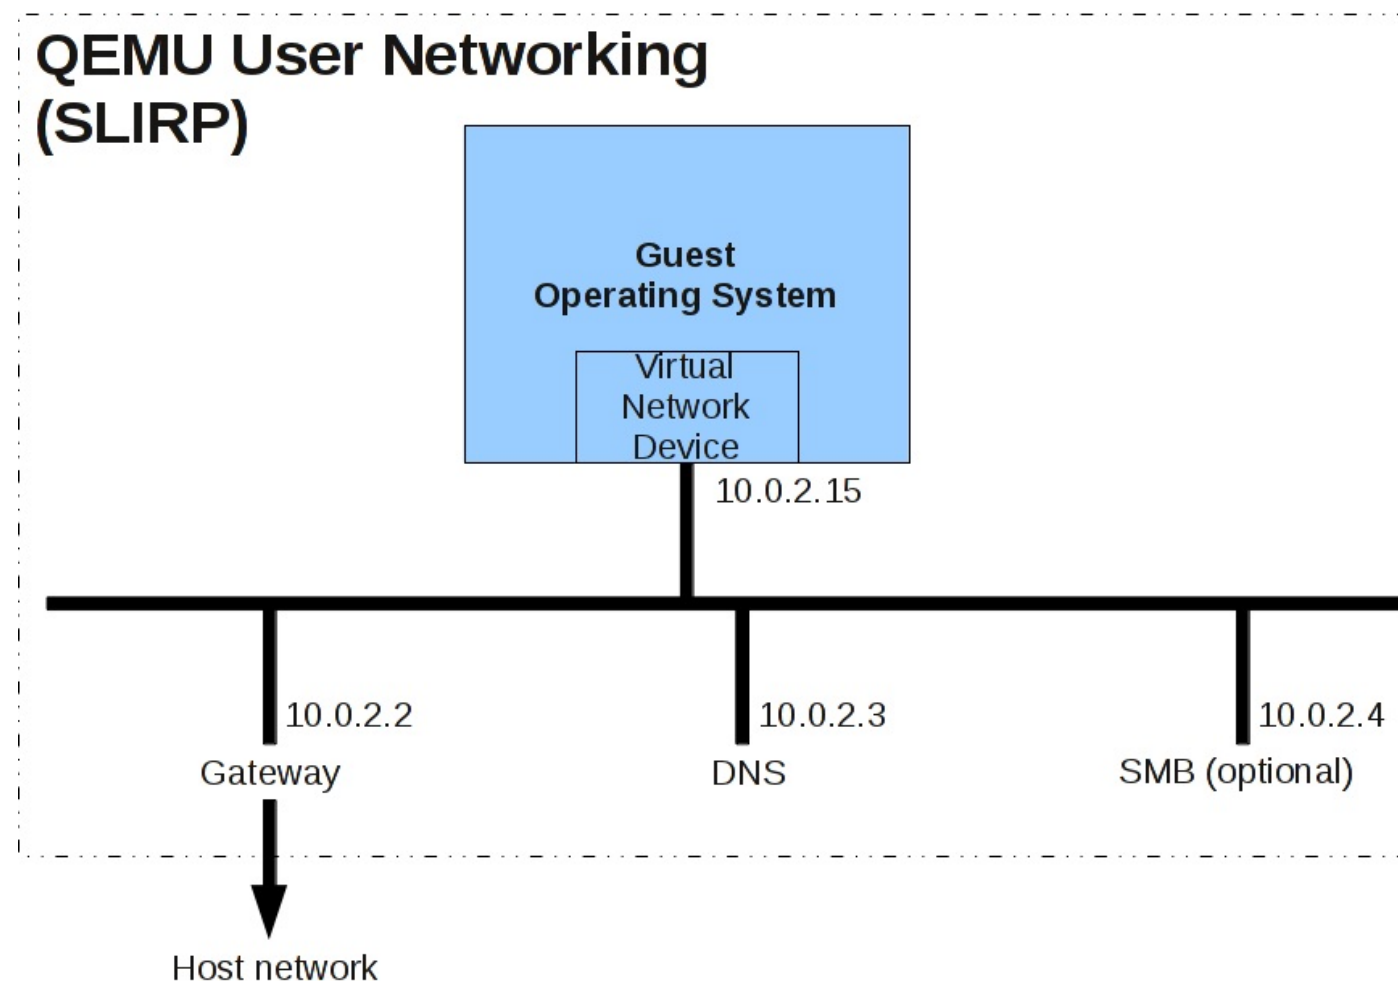 QEMU User Networking
(SLIRP)
Guest
Operating System
Virtual
Network
Device
10.0.2.15
10.0.2.2
10.0.2.3
10.0.2.4
Gateway
DNS
SMB (optional)
Host network